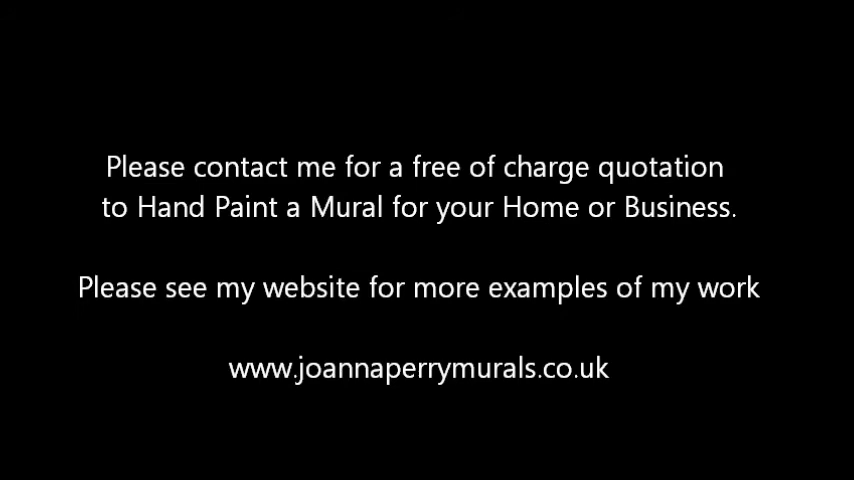 Please contact me for a free of charge quotation
to Hand Paint a Mural for your Home or Business.
Please see my website for more examples of my work
www.joannaperrymurals.co.uk